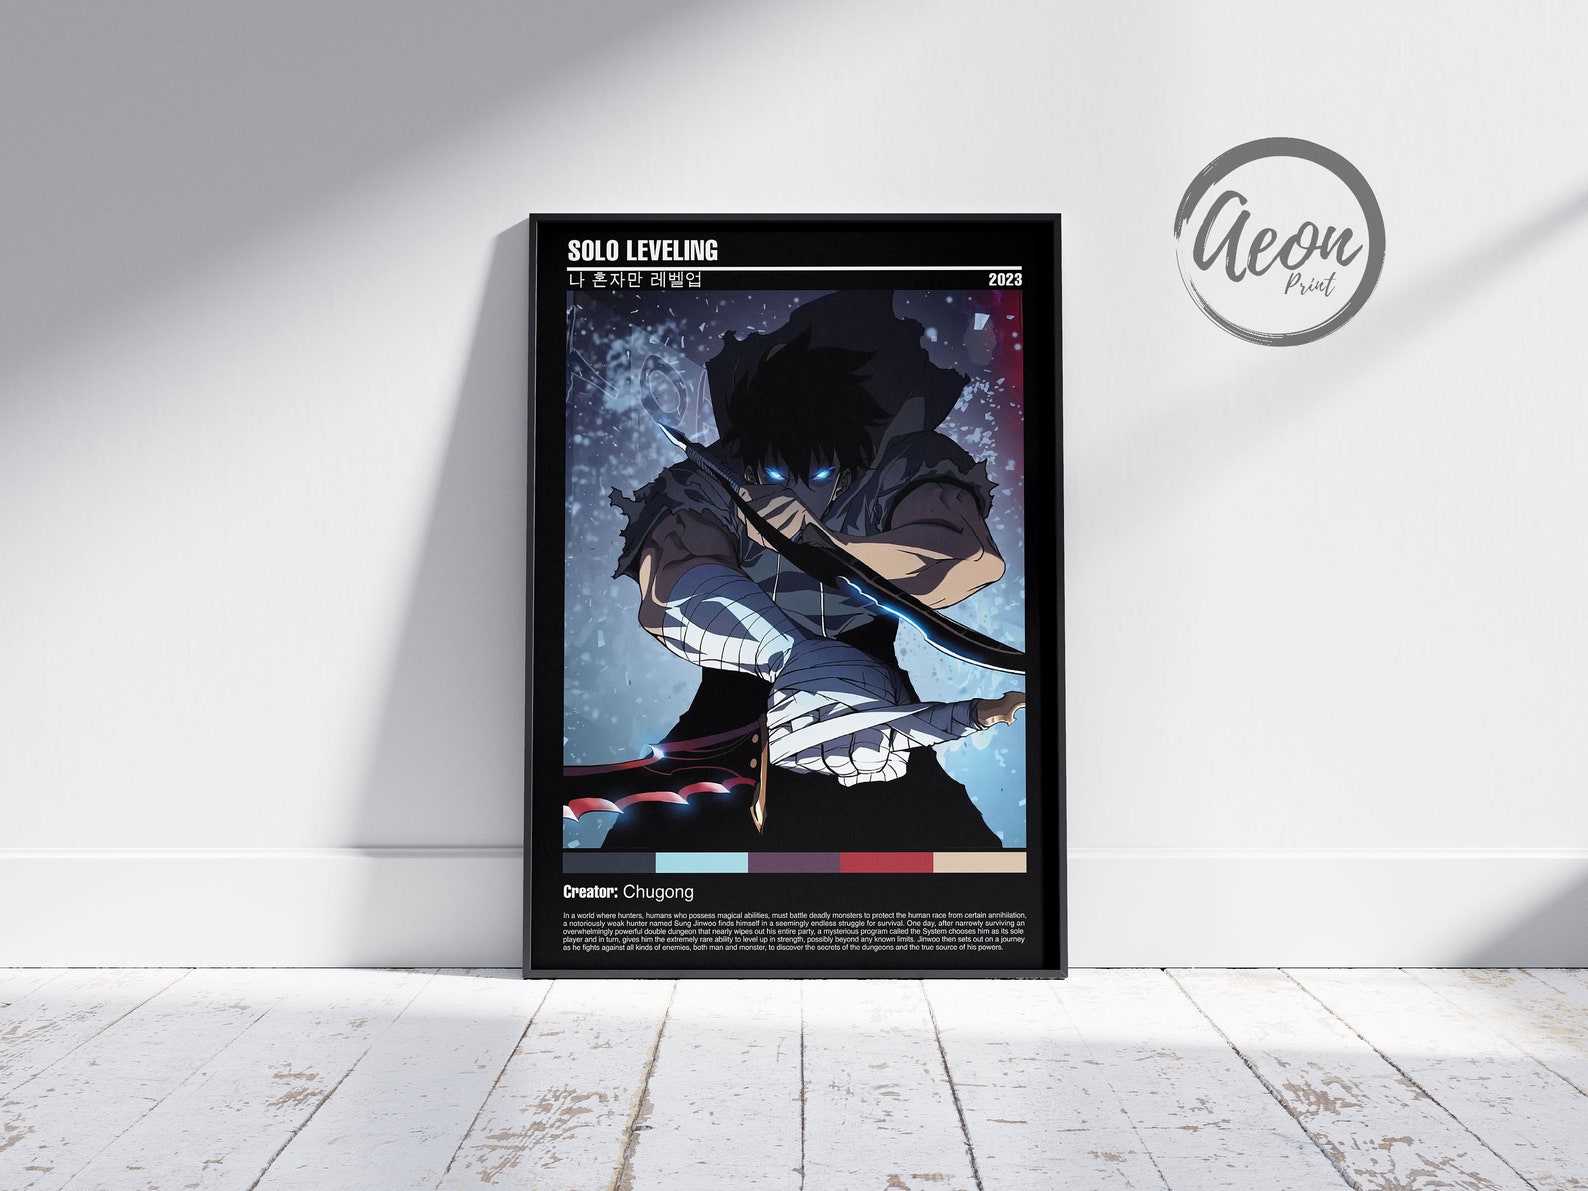 SOLO LEVELING
나 혼자만 레벨업 2023
Creator: Chugong
In a world where hunters, humans who possess magical abilities, must battle deadly monsters to protect the human race from certain annihilation,
a notoriously weak hunter named Sung Jinwoo finds himself in a seemingly endless struggle for survival. One day, after narrowly surviving an
overwhelmingly powerful double dungeon that nearly wipes out his entire party, a mysterious program called the System chooses him as its sole
player and in turn, gives him the extremely rare ability to level up in strength, possibly beyond any known limits. Jinwoo then sets out on a journey
as he fights against all kinds of enemies, both man and monster, to discover the secrets of the dungeons and the true source of his powers.
aeon
Print